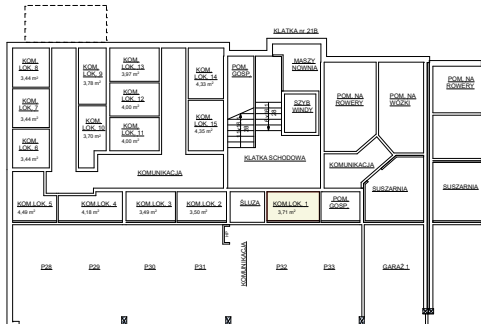 KLATKA nr. 21B
KOM.
LOK. 8
3,44 m²
KOM.
LOK. 9
3,78 m²
KOM.
LOK. 13
3,97 m²
KOM.
LOK. 14
4,33 m²
POM.
GOSP.
MASZY
NOWNIA
POM. NA
ROWERY
POM. NA
WÓZKI
POM. NA
ROWERY
KOM.
LOK. 7
3,44 m²
KOM.
LOK. 12
4,00 m²
SZYB
WINDY
KOM.
LOK. 6
3,44 m²
KOM.
LOK. 10
3,70 m²
KOM.
LOK. 11
4,00 m²
KOM.
LOK. 15
4,35 m²
KLATKA SCHODOWA
KOMUNIKACJA
KOMUNIKACJA
SUSZARNIA
SUSZARNIA
KOM.LOK. 5
4,49 m²
KOM.LOK. 4
4,18 m²
KOM.LOK. 3
3,49 m²
KOM.LOK. 2
3,50 m²
ŚLUZA
KOM.LOK. 1
3,71 m²
POM.
GOSP.
P28
P29
P30
P31
KOMUNIKACJA
P32
P33
GARAŻ 1